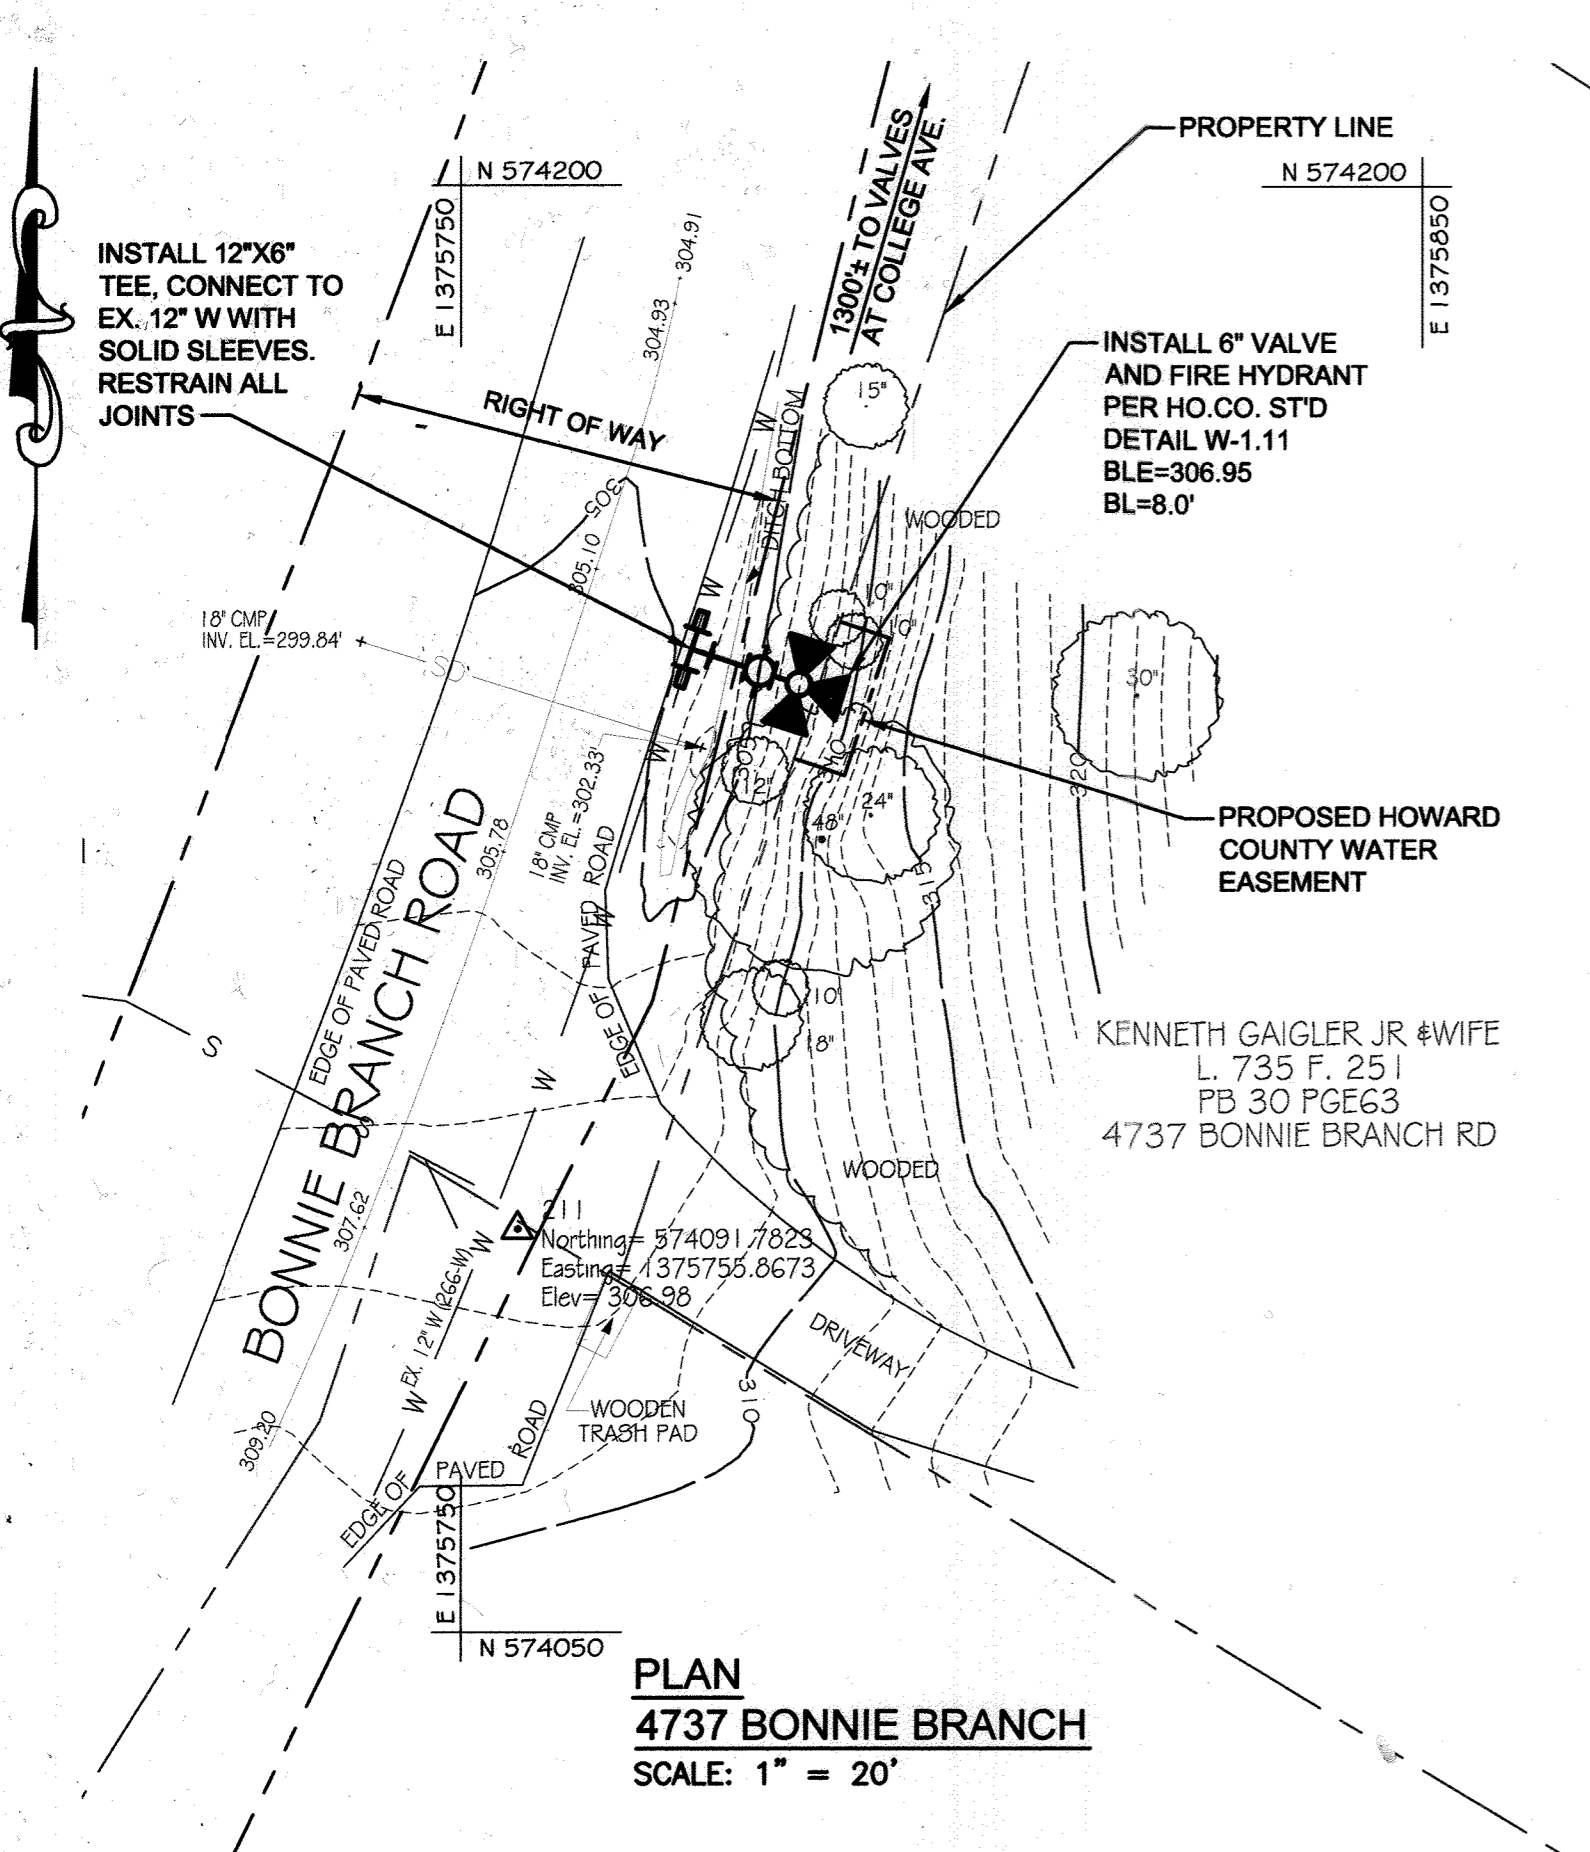 PROPERTY LINE
N 574200
N 574200
E 1375750
E 1375850
1300'± TO VALVES
AT COLLEGE AVE.
INSTALL 12"X6"
TEE, CONNECT TO
EX. 12" W WITH
SOLID SLEEVES.
RESTRAIN ALL
JOINTS
304.91
304.93
RIGHT OF WAY
W
DITCH BOTTOM
15"
INSTALL 6" VALVE
AND FIRE HYDRANT
PER HO.CO. ST'D
DETAIL W-1.11
BLE=306.95
BL=8.0'
305
305.10
WOODED
W
10"
10"
18" CMP
INV. EL.=299.84'
SD
30"
W
305
12"
320
24"
48"
18" CMP
INV. EL.=302.33'
PROPOSED HOWARD
COUNTY WATER
EASEMENT
305.78
315
EDGE OF PAVED ROAD
BONNIE BRANCH ROAD
EDGE OF PAVED ROAD
W
10"
18"
S
S
W
KENNETH GAIGLER JR &WIFE
L. 735 F. 251
PB 30 PGE63
4737 BONNIE BRANCH RD
WOODED
307.62
211
Northing= 574091.7823
Easting= 1375755.8673
Elev= 306.98
W
EX. 12" W (266-W)
W
DRIVEWAY
310
WOODEN
TRASH PAD
309.20
EDGE OF
PAVED
ROAD
E 1375750
N 574050
PLAN
4737 BONNIE BRANCH
SCALE: 1" = 20'